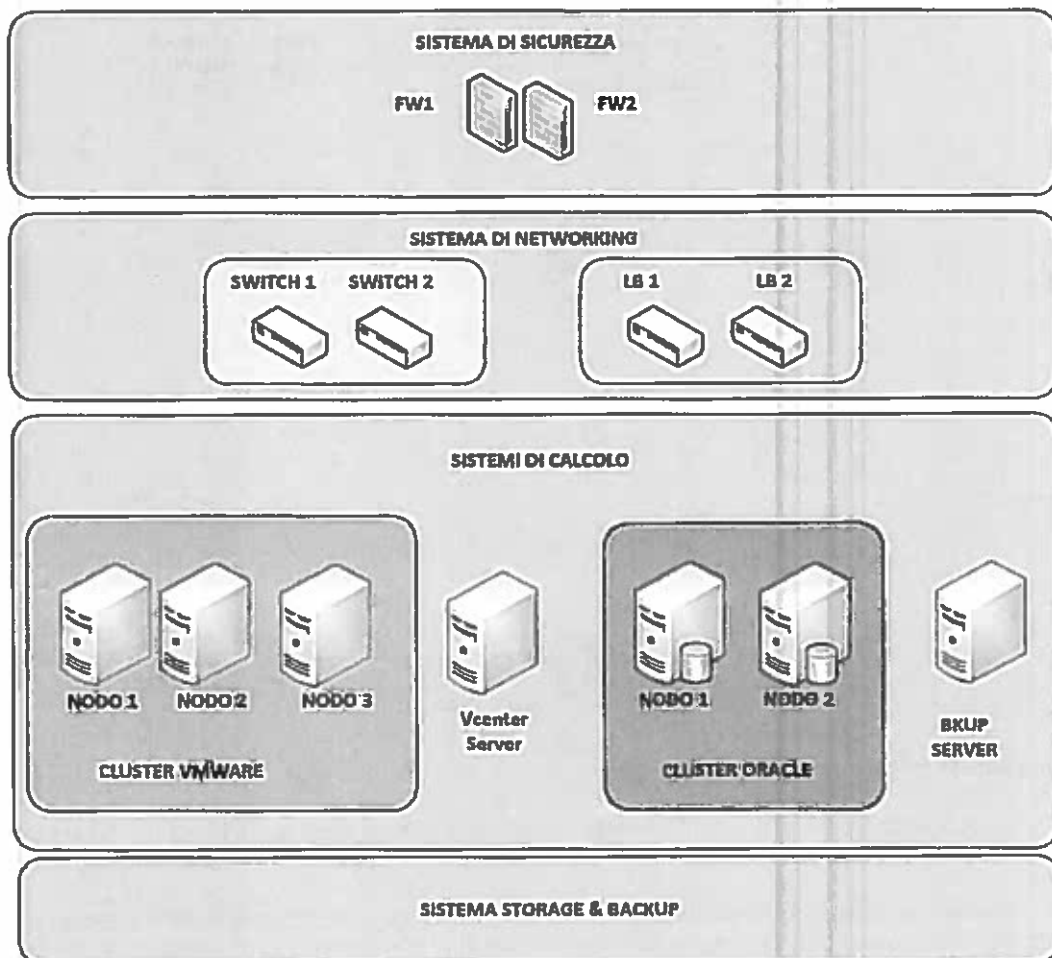 SISTEMA DI SICUREZZA
FW1
FW2
SISTEMA DI NETWORKING
SWITCH 1
SWITCH 2
LB 1
LB 2
SISTEMI DI CALCOLO
NODO 1
NODO 2
NODO 3
CLUSTER VMWARE
Vcenter
Server
NODO 1
NODO 2
CLUSTER ORACLE
BKUP
SERVER
SISTEMA STORAGE & BACKUP